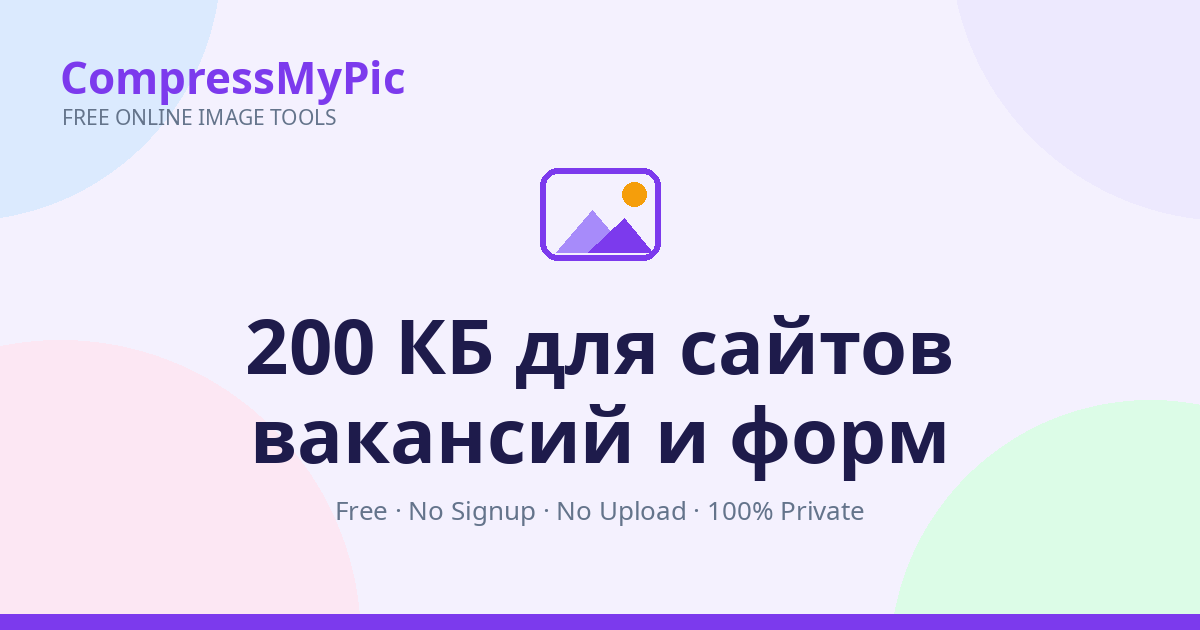 CompressMyPic
FREE ONLINE IMAGE TOOLS
200 КБ для сайтов
вакансий и форм
Free · No Signup · No Upload · 100% Private